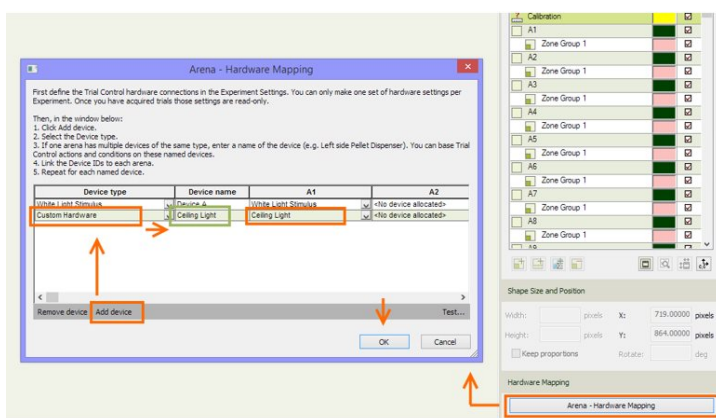 Calibration
A1
Zone Group 1
A2
Zone Group 1
A3
Zone Group 1
A4
Zone Group 1
A5
Zone Group 1
A6
Zone Group 1
A7
Zone Group 1
A8
Zone Group 1
A9
Arena - Hardware Mapping
First define the Trial Control hardware connections in the Experiment Settings. You can only make one set of hardware settings per
Experiment. Once you have acquired trials those settings are read-only.
Then, in the window below:
1. Click Add device.
2. Select the Device type.
3. If one arena has multiple devices of the same type, enter a name of the device (e.g. Left side Pellet Dispenser). You can base Trial
Control actions and conditions on these named devices.
4. Link the Device IDs to each arena.
5. Repeat for each named device.
Device type Device name A1 A2
White Light Stimulus Device A White Light Stimulus <No device allocated>
Custom Hardware Ceiling Light Ceiling Light <No device allocated>
Remove device Add device Test...
OK Cancel
Shape Size and Position
Width: pixels X: 719.00000 pixels
Height: pixels Y: 864.00000 pixels
Keep proportions Rotate: deg
Hardware Mapping
Arena - Hardware Mapping